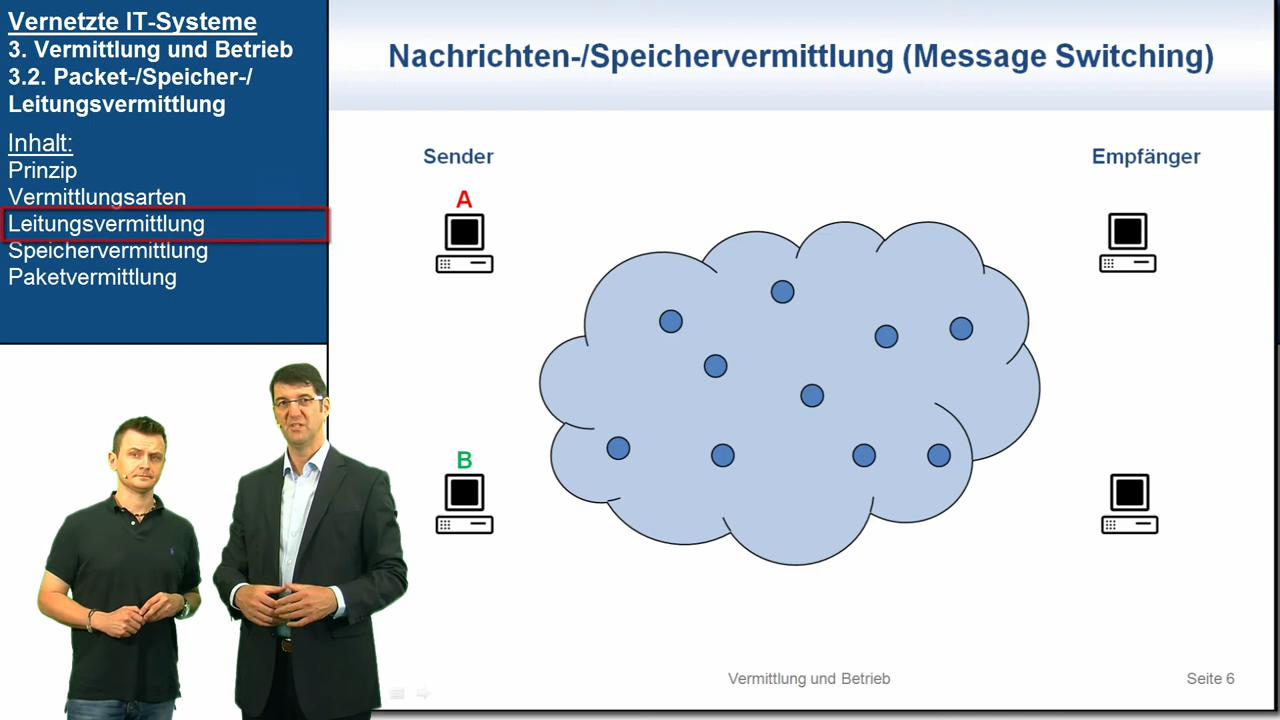 Vernetzte IT-Systeme
3. Vermittlung und Betrieb
3.2. Packet-/Speicher-/
Leitungsvermittlung
Inhalt:
Prinzip
Vermittlungsarten
Leitungsvermittlung
Speichervermittlung
Paketvermittlung
Nachrichten-/Speichervermittlung (Message Switching)
Sender
Empfänger
A
B
Vermittlung und Betrieb
Seite 6